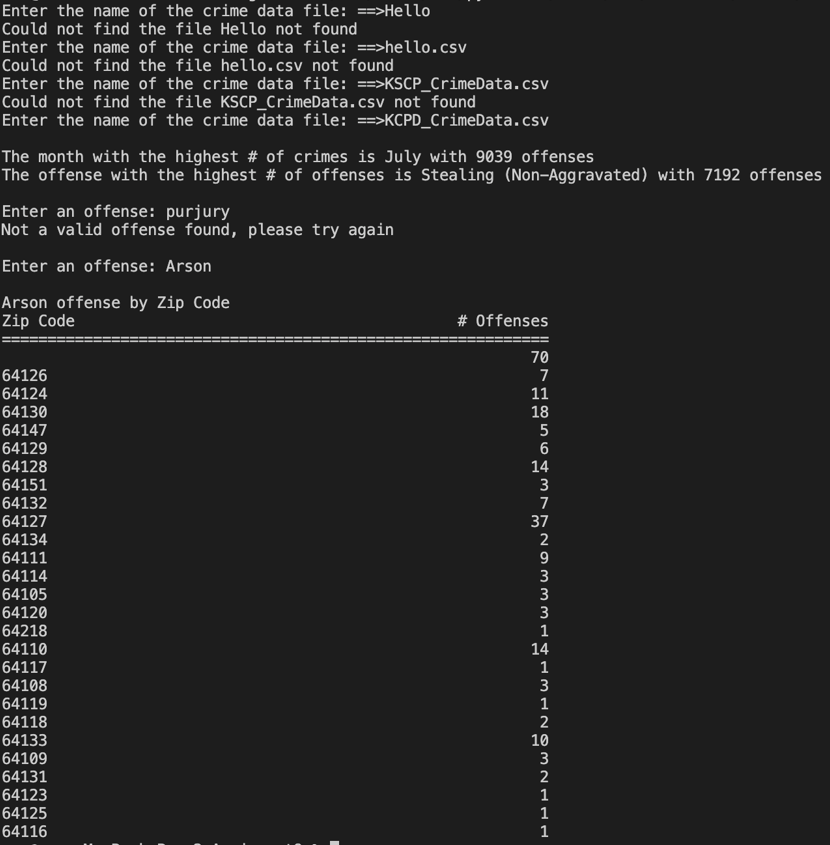 Enter the name of the crime data file: ==>Hello
Could not find the file Hello not found
Enter the name of the crime data file: ==>hello.csv
Could not find the file hello.csv not found
Enter the name of the crime data file: ==>KSCP_CrimeData.csv
Could not find the file KSCP_CrimeData.csv not found
Enter the name of the crime data file: ==>KCPD_CrimeData.csv
The month with the highest # of crimes is July with 9039 offenses
The offense with the highest # of offenses is Stealing (Non-Aggravated) with 7192 offenses
Enter an offense: purjury
Not a valid offense found, please try again
Enter an offense: Arson
Arson offense by Zip Code
Zip Code # Offenses
============================================================
70
64126 7
64124 11
64130 18
64147 5
64129 6
64128 14
64151 3
64132 7
64127 37
64134 2
64111 9
64114 3
64105 3
64120 3
64218 1
64110 14
64117 1
64108 3
64119 1
64118 2
64133 10
64109 3
64131 2
64123 1
64125 1
64116 1